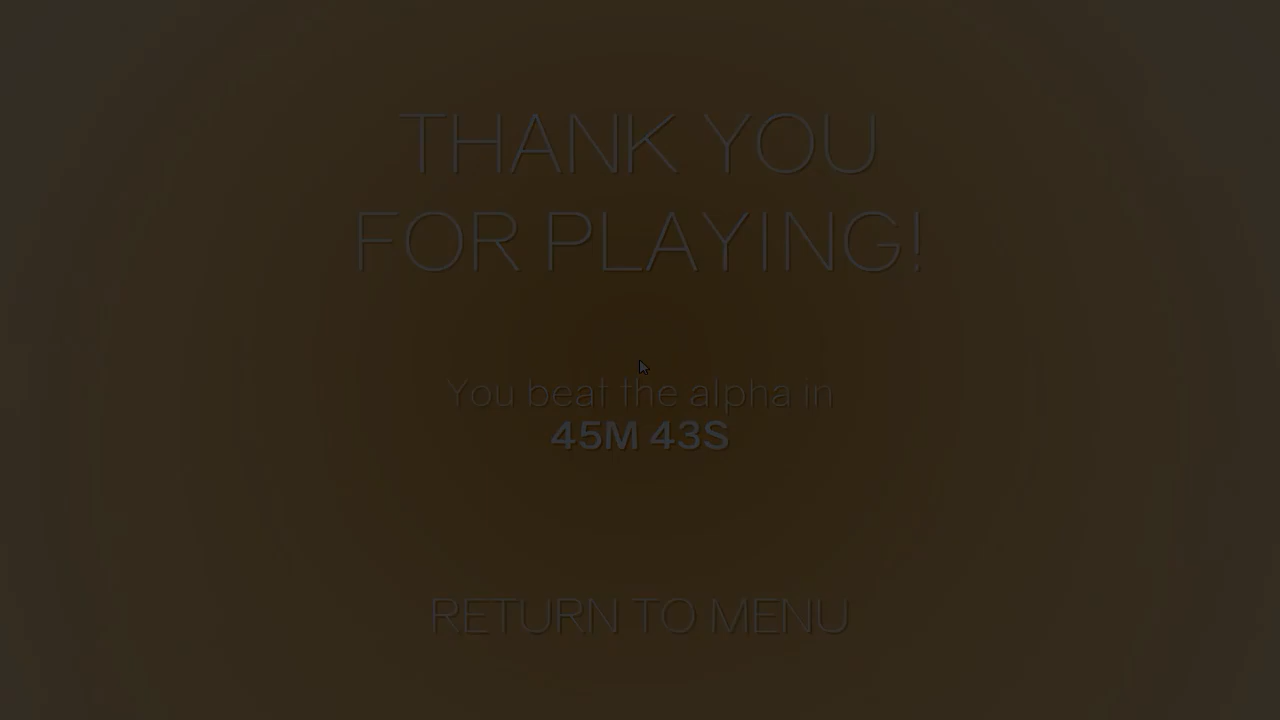 THANK YOU
FOR PLAYING!
You beat the alpha in
45M 43S
RETURN TO MENU